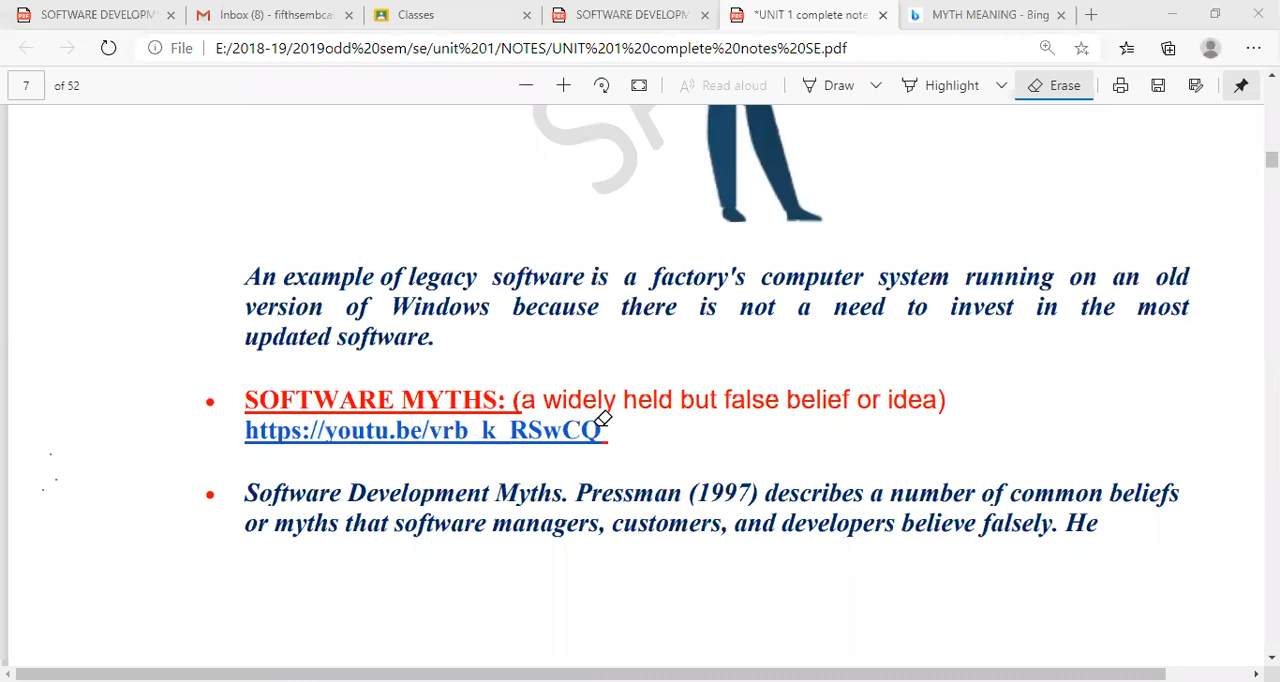 SOFTWARE DEVELOPM
Inbox (8) - fifthsembca
Classes
SOFTWARE DEVELOPM
*UNIT 1 complete note
MYTH MEANING - Bing
File
E:/2018-19/2019odd%20sem/se/unit%201/NOTES/UNIT%201%20complete%20notes%20SE.pdf
7 of 52
Read aloud
Draw
Highlight
Erase
An example of legacy software is a factory's computer system running on an old
version of Windows because there is not a need to invest in the most
updated software.
• SOFTWARE MYTHS: (a widely held but false belief or idea)
https://youtu.be/vrb_k_RSwCQ
• Software Development Myths. Pressman (1997) describes a number of common beliefs
or myths that software managers, customers, and developers believe falsely. He